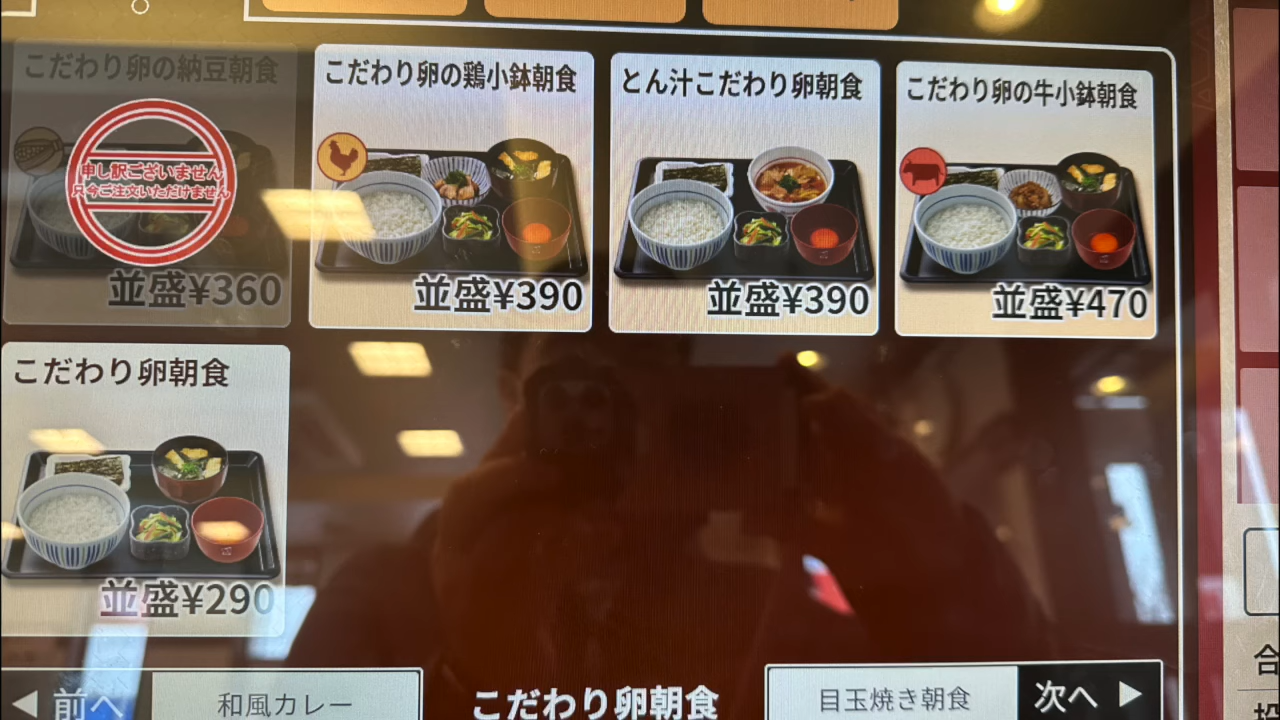 こだわり卵の納豆朝食
申し訳ございません
只今ご注文いただけません
並盛¥360
こだわり卵の鶏小鉢朝食
並盛¥390
とん汁こだわり卵朝食
並盛¥390
こだわり卵の牛小鉢朝食
並盛¥470
こだわり卵朝食
並盛¥290
◀ 前へ
和風カレー
こだわり卵朝食
目玉焼き朝食
次へ ▶
合